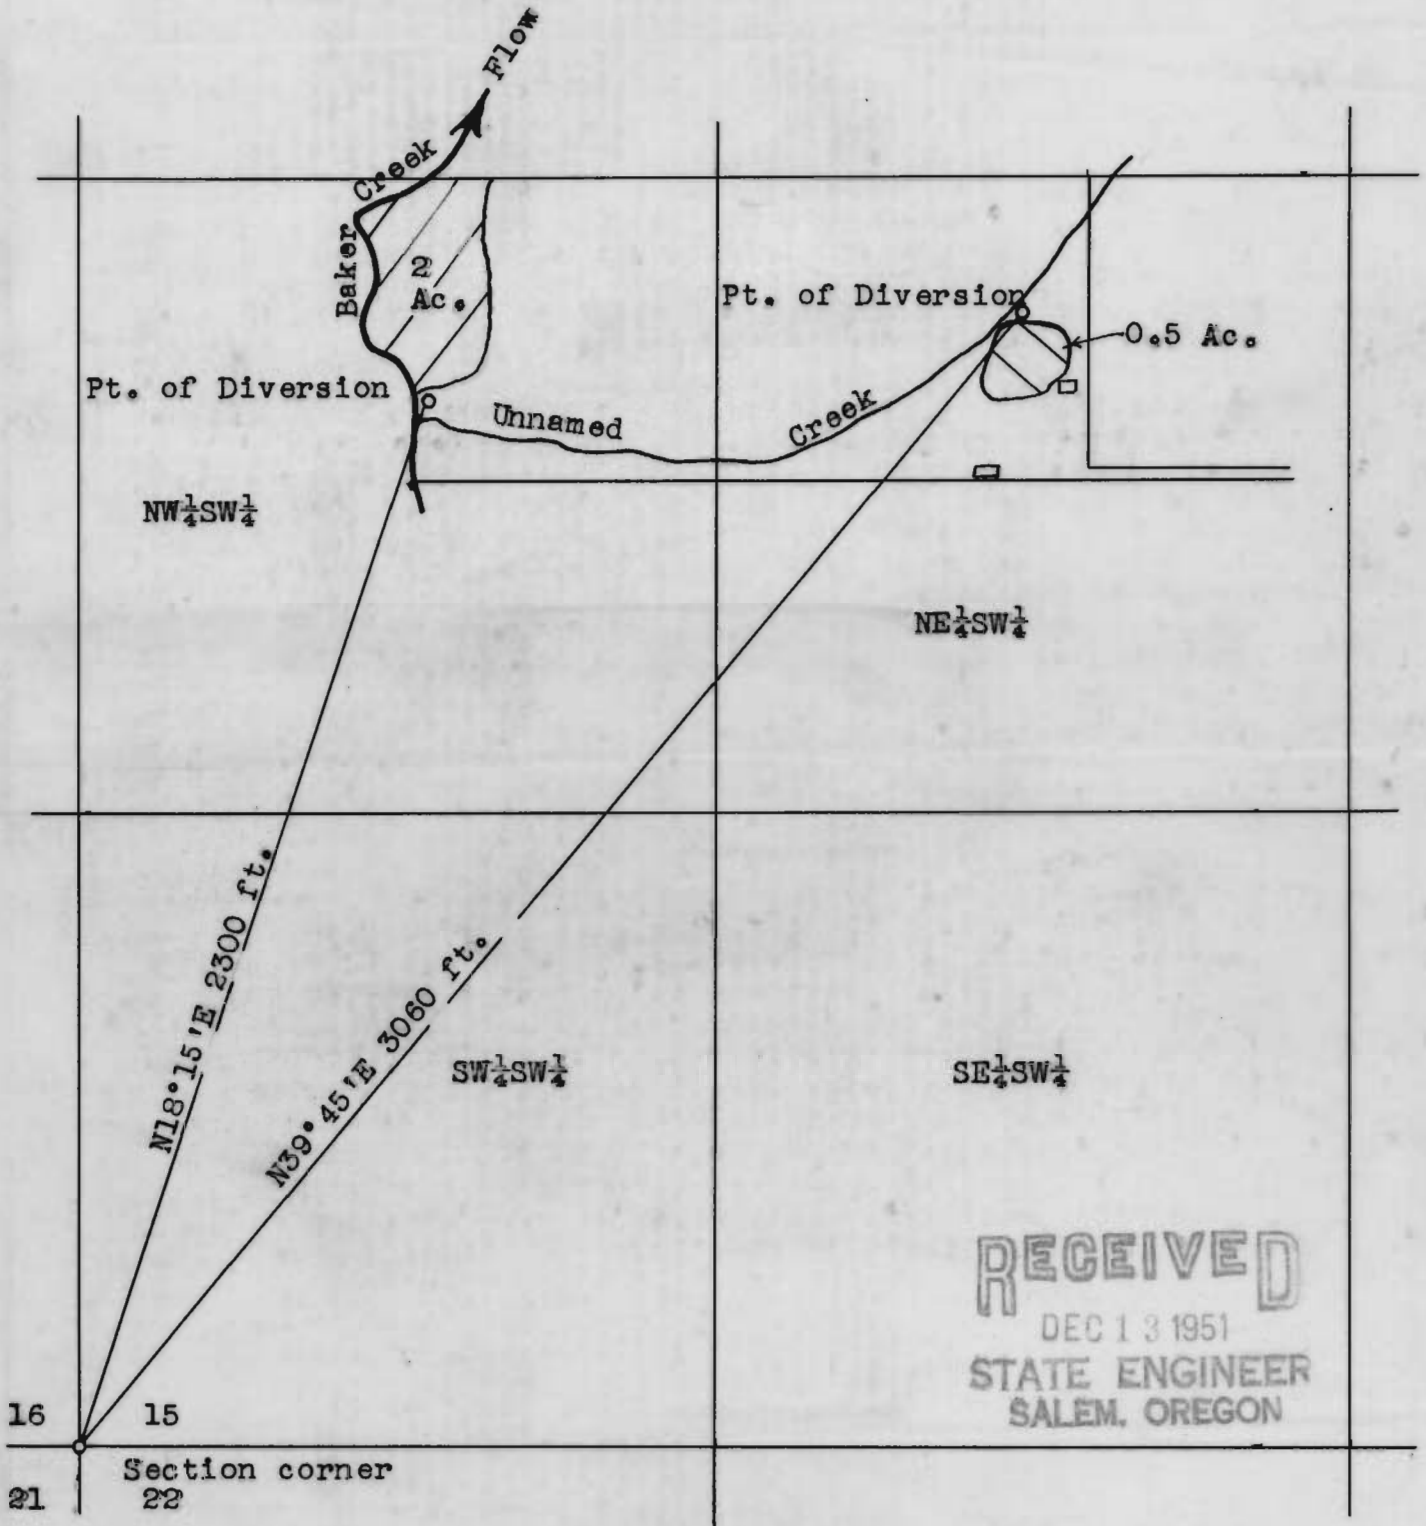 Flow
Baker Creek
2
Ac.
Pt. of Diversion
0.5 Ac.
Pt. of Diversion
Unnamed Creek
NW¼SW¼
NE¼SW¼
N18°15'E 2300 ft.
N39°45'E 3060 ft.
SW¼SW¼
SE¼SW¼
RECEIVED
DEC 13 1951
STATE ENGINEER
SALEM, OREGON
16 15
Section corner
21 22